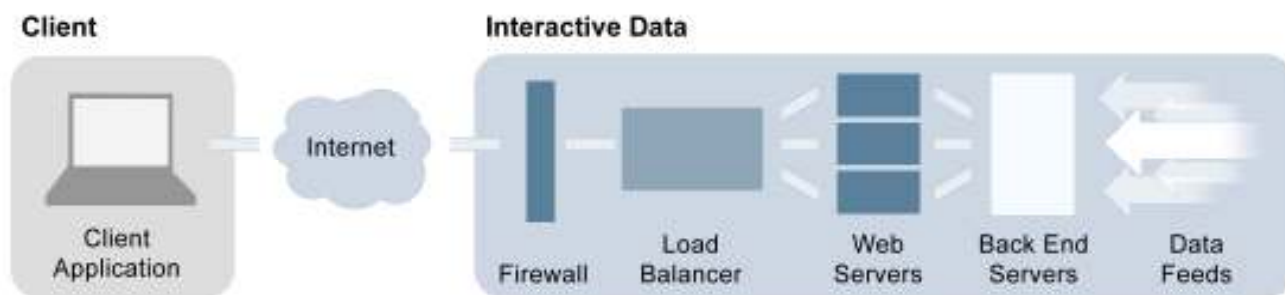 Client
Interactive Data
Internet
Client
Application
Firewall
Load
Balancer
Web
Servers
Back End
Servers
Data
Feeds